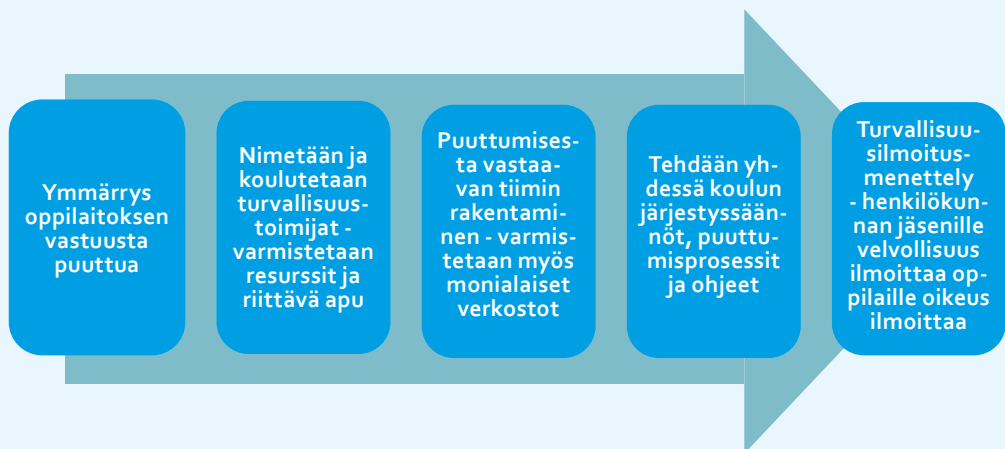 Ymmärrys
oppilaitoksen
vastuusta
puuttua
Nimetään ja
koulutetaan
turvallisuus-
toimijat -
varmistetaan
resurssit ja
riittävä apu
Puuttumises-
ta vastaa-
van tiimin
rakentami-
nen - varmis-
tetaan myös
monialaiset
verkostot
Tehdään yh-
dessä koulun
järjestyssään-
nöt, puuttu-
misprosessit
ja ohjeet
Turvallisuu-
silmoitus-
menettely
- henkilökun-
nan jäsenille
velvollisuus
ilmoittaa op-
pilaille oikeus
ilmoittaa